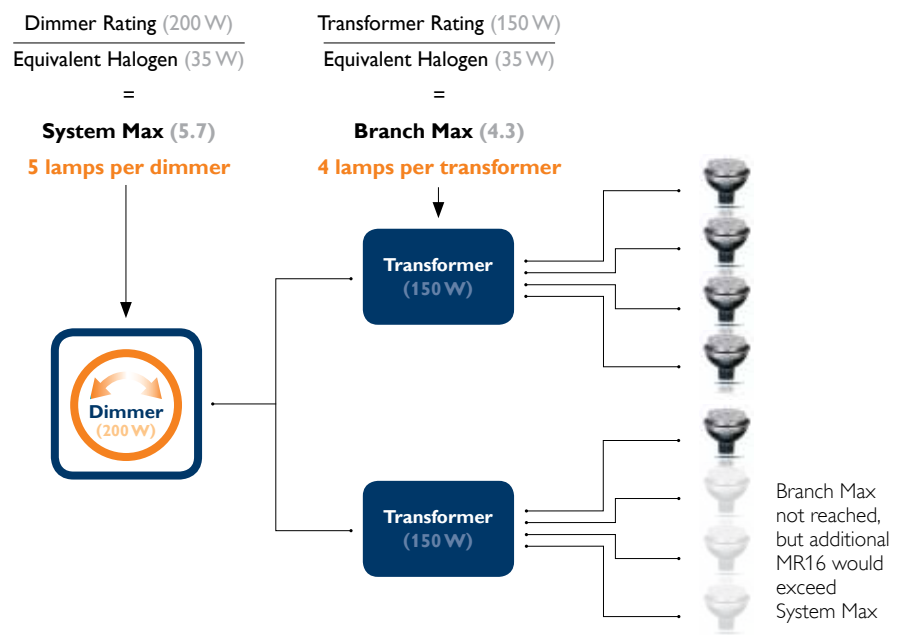 Dimmer Rating (200 W)
Equivalent Halogen (35 W)
=
System Max (5.7)
5 lamps per dimmer
Transformer Rating (150 W)
Equivalent Halogen (35 W)
=
Branch Max (4.3)
4 lamps per transformer
Transformer
(150 W)
Dimmer
(200 W)
Transformer
(150 W)
Branch Max
not reached,
but additional
MR16 would
exceed
System Max